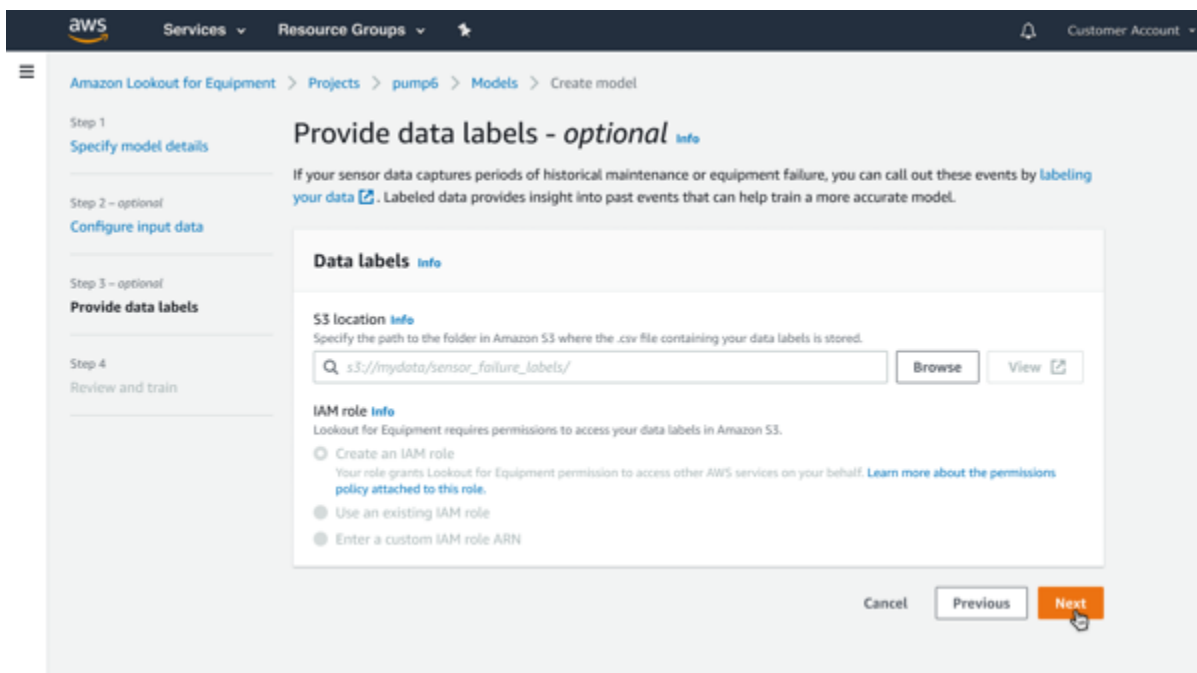 aws Services Resource Groups Customer Account
Amazon Lookout for Equipment > Projects > pump6 > Models > Create model
Step 1
Specify model details
Step 2 – optional
Configure input data
Step 3 – optional
Provide data labels
Step 4
Review and train
Provide data labels - optional Info
If your sensor data captures periods of historical maintenance or equipment failure, you can call out these events by labeling
your data . Labeled data provides insight into past events that can help train a more accurate model.
Data labels Info
S3 location Info
Specify the path to the folder in Amazon S3 where the .csv file containing your data labels is stored.
s3://mydata/sensor_failure_labels/ Browse View
IAM role Info
Lookout for Equipment requires permissions to access your data labels in Amazon S3.
Create an IAM role
Your role grants Lookout for Equipment permission to access other AWS services on your behalf. Learn more about the permissions
policy attached to this role.
Use an existing IAM role
Enter a custom IAM role ARN
Cancel Previous Next